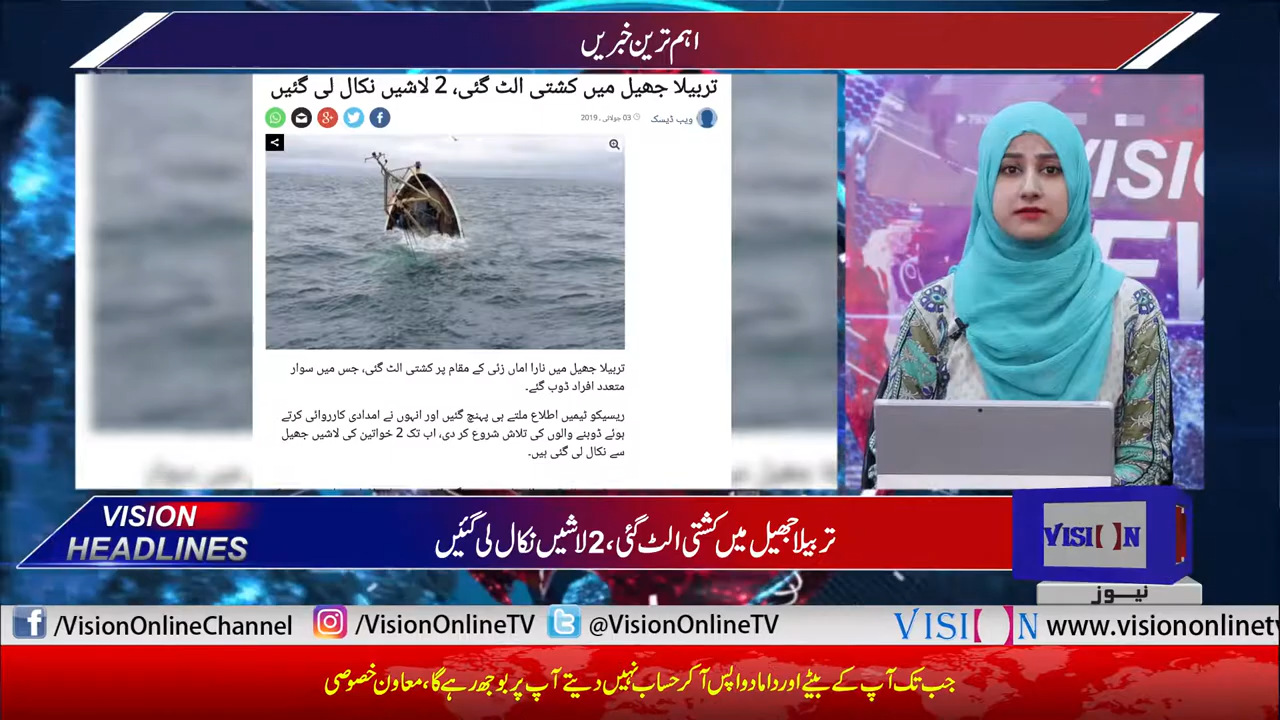 اہم ترین خبریں
تربیلا جھیل میں کشتی الٹ گئی، 2 لاشیں نکال لی گئیں
ویب ڈیسک
03 جولائی ، 2019
تربیلا جھیل میں نارا اماں زئی کے مقام پر کشتی الٹ گئی، جس میں سوار
متعدد افراد ڈوب گئے۔
ریسیکو ٹیمیں اطلاع ملتے ہی پہنچ گئیں اور انہوں نے امدادی کارروائی کرتے
ہوئے ڈوبنے والوں کی تلاش شروع کر دی، اب تک 2 خواتین کی لاشیں جھیل
سے نکال لی گئی ہیں۔
VISION
HEADLINES
تربیلا جھیل میں کشتی الٹ گئی، 2 لاشیں نکال لی گئیں
VISION
نیوز
/VisionOnlineChannel
/VisionOnlineTV
@VisionOnlineTV
VISION
www.visiononlinetv
جب تک آپ کے بیٹے اور داماد واپس آ کر حساب نہیں دیتے آپ پر بوجھ رہے گا، معاون خصوصی